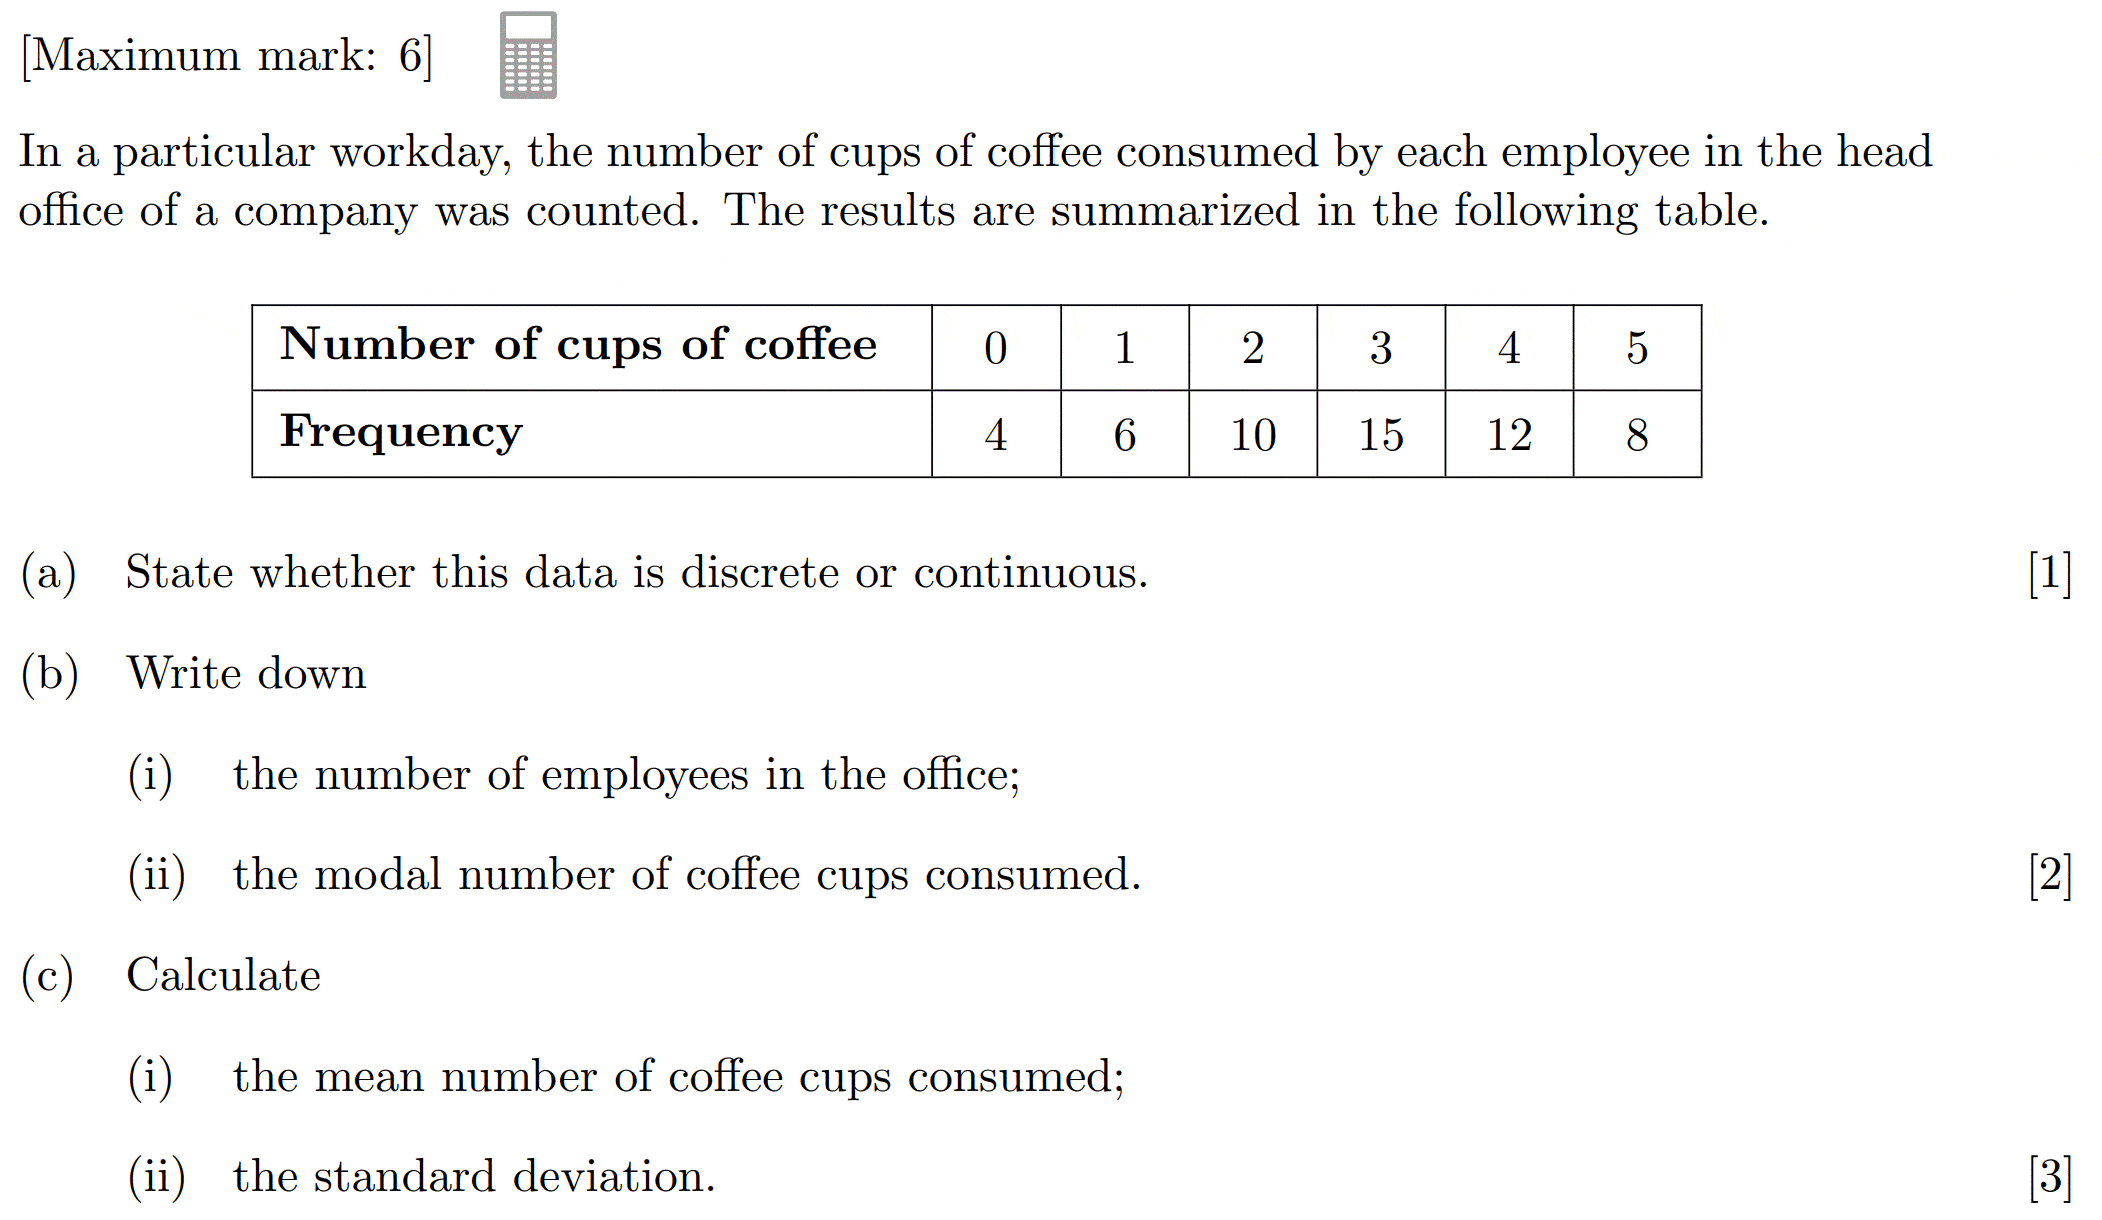 [Maximum mark: 6]
In a particular workday, the number of cups of coffee consumed by each employee in the head
office of a company was counted. The results are summarized in the following table.
Number of cups of coffee 0 1 2 3 4 5
Frequency 4 6 10 15 12 8
(a) State whether this data is discrete or continuous. [1]
(b) Write down
(i) the number of employees in the office;
(ii) the modal number of coffee cups consumed. [2]
(c) Calculate
(i) the mean number of coffee cups consumed;
(ii) the standard deviation. [3]